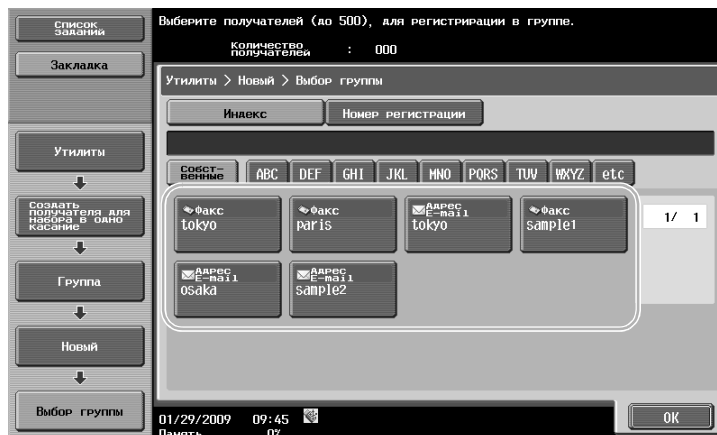 Список
заданий
Закладка
Утилиты
Создать
получателя для
набора в одно
касание
Группа
Новый
Выбор группы
Выберите получателей (до 500), для регистрирации в группе.
Количество
получателей : 000
Утилиты > Новый > Выбор группы
Индекс
Номер регистрации
Собст-
венные
ABC DEF GHI JKL MNO PQRS TUV WXYZ etc
Факс
tokyo
Факс
paris
Адрес
E-mail
tokyo
Факс
sample1
1/ 1
Адрес
E-mail
osaka
Адрес
E-mail
sample2
01/29/2009 09:45
Память 0%
OK